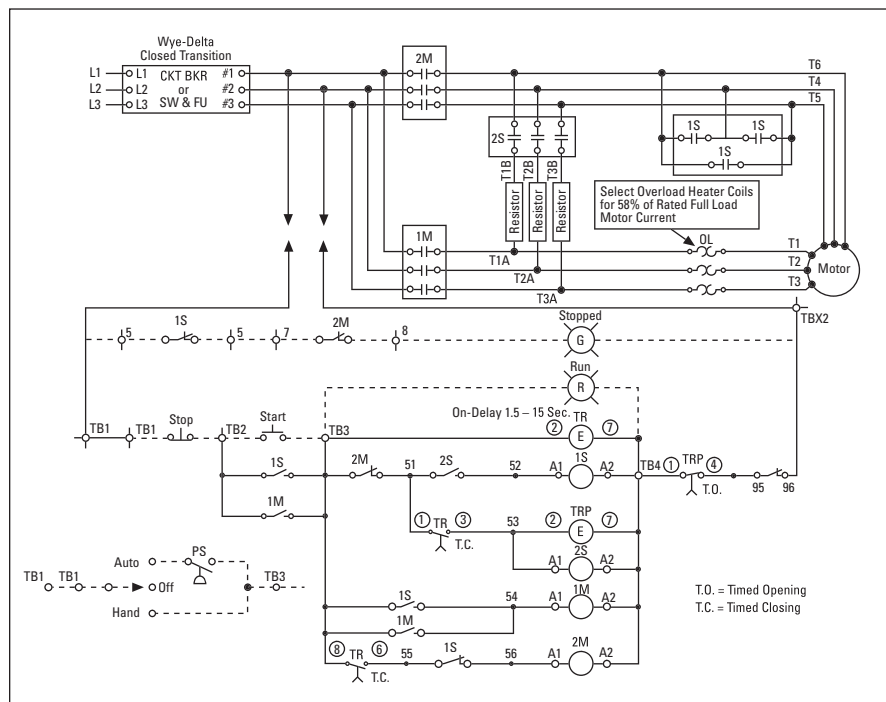 Wye-Delta
Closed Transition
L1 L1 CKT BKR #1
L2 L2 or #2
L3 L3 SW & FU #3
2M
T6
T4
T5
2S
1S 1S
1S
T1B T2B T3B
Resistor Resistor Resistor
Select Overload Heater Coils
for 58% of Rated Full Load
Motor Current
1M
OL
T1A
T2A
T3A
T1
T2
T3
Motor
Stopped
TBX2
5 1S 5 7 2M 8 G
Run
R
On-Delay 1.5 – 15 Sec.
TB1 TB1 Stop TB2 Start TB3 2 TR 7
E
1S 2M 51 2S 52 A1 1S A2 TB4 1 TRP 4
T.O. 95 96
1M
1 TR 3 53 2 TRP 7
T.C. E
2S
A1 A2
Auto PS
TB1 TB1 Off TB3
Hand
1S 54 A1 1M A2
1M
T.O. = Timed Opening
T.C. = Timed Closing
8 TR 6 55 1S 56 A1 2M A2
T.C.